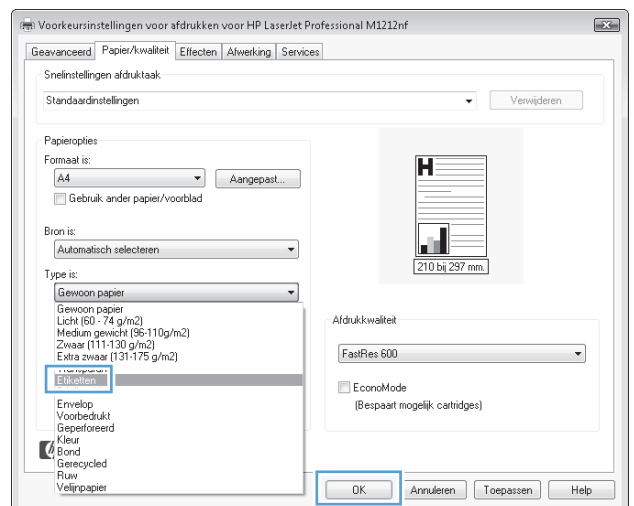 Voorkeursinstellingen voor afdrukken voor HP LaserJet Professional M1212nf
Geavanceerd Papier/kwaliteit Effecten Afwerking Services
Snelinstellingen afdruktaak
Standaardinstellingen Verwijderen
Papieropties
Formaat is:
A4 Aangepast...
Gebruik ander papier/voorblad
Bron is:
Automatisch selecteren
210 bij 297 mm.
Type is:
Gewoon papier
Gewoon papier
Licht (60 - 74 g/m2)
Medium gewicht (96-110g/m2)
Zwaar (111-130 g/m2)
Extra zwaar (131-175 g/m2)
Etiketten
Envelop
Voorbedrukt
Geperforeerd
Kleur
Bond
Gerecycled
Ruw
Velijnpapier
Afdrukkwaliteit
FastRes 600
EconoMode
(Bespaart mogelijk cartridges)
OK Annuleren Toepassen Help